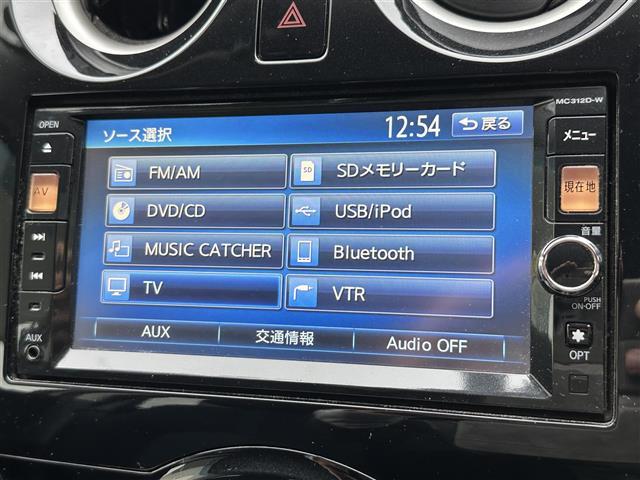 MC312D-W
OPEN
ソース選択
12:54
戻る
メニュー
AV
FM/AM
SD
SDメモリーカード
現在地
DVD/CD
USB/iPod
音量
MUSIC CATCHER
Bluetooth
TV
VTR
PUSH
ON·OFF
AUX
交通情報
Audio OFF
AUX
OPT